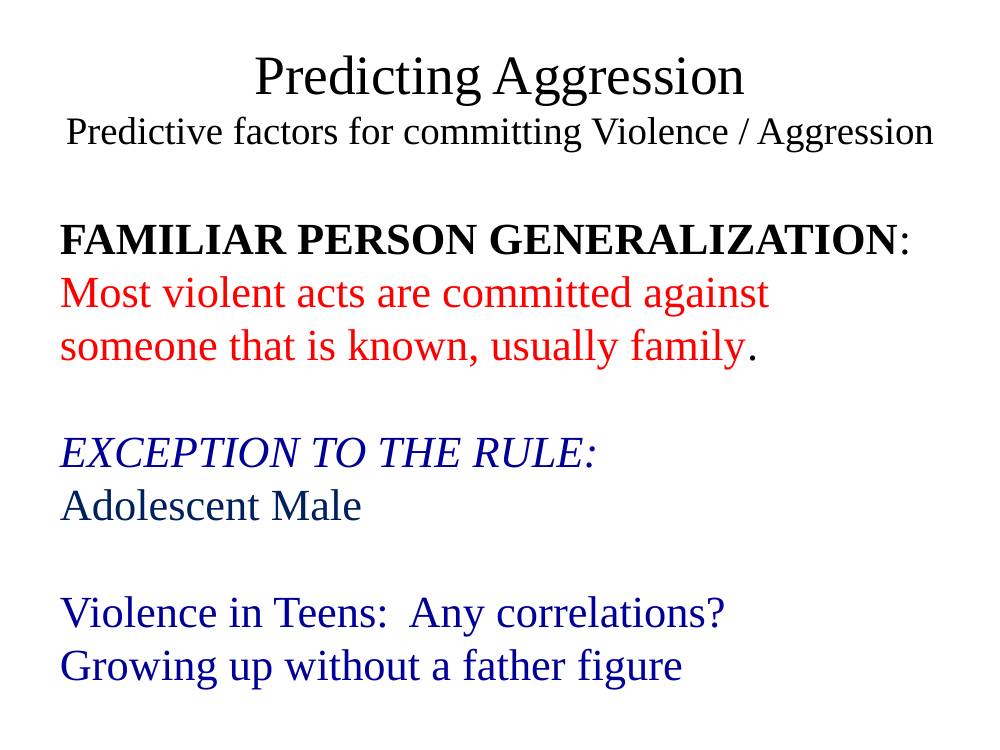 Predicting Aggression
Predictive factors for committing Violence / Aggression
FAMILIAR PERSON GENERALIZATION:
Most violent acts are committed against
someone that is known, usually family.
EXCEPTION TO THE RULE:
Adolescent Male
Violence in Teens:  Any correlations?
Growing up without a father figure